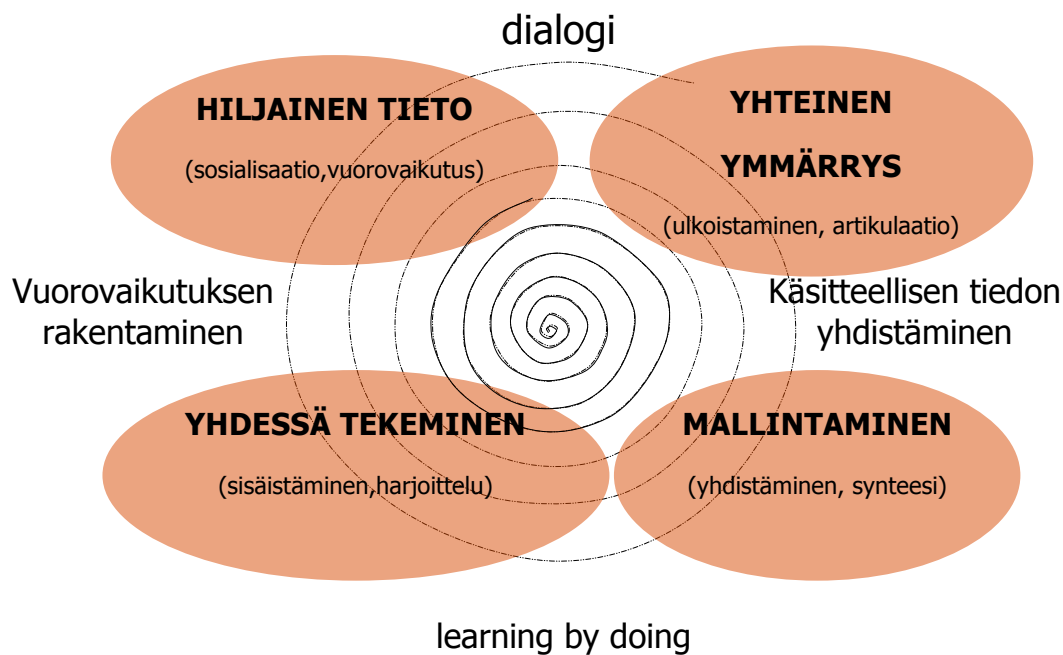 dialogi
HILJAINEN TIETO
(sosialisaatio,vuorovaikutus)
YHTEINEN
YMMÄRRYS
(ulkoistaminen, artikulaatio)
Vuorovaikutuksen
rakentaminen
Käsitteellisen tiedon
yhdistäminen
YHDESSÄ TEKEMINEN
(sisäistäminen,harjoittelu)
MALLINTAMINEN
(yhdistäminen, synteesi)
learning by doing